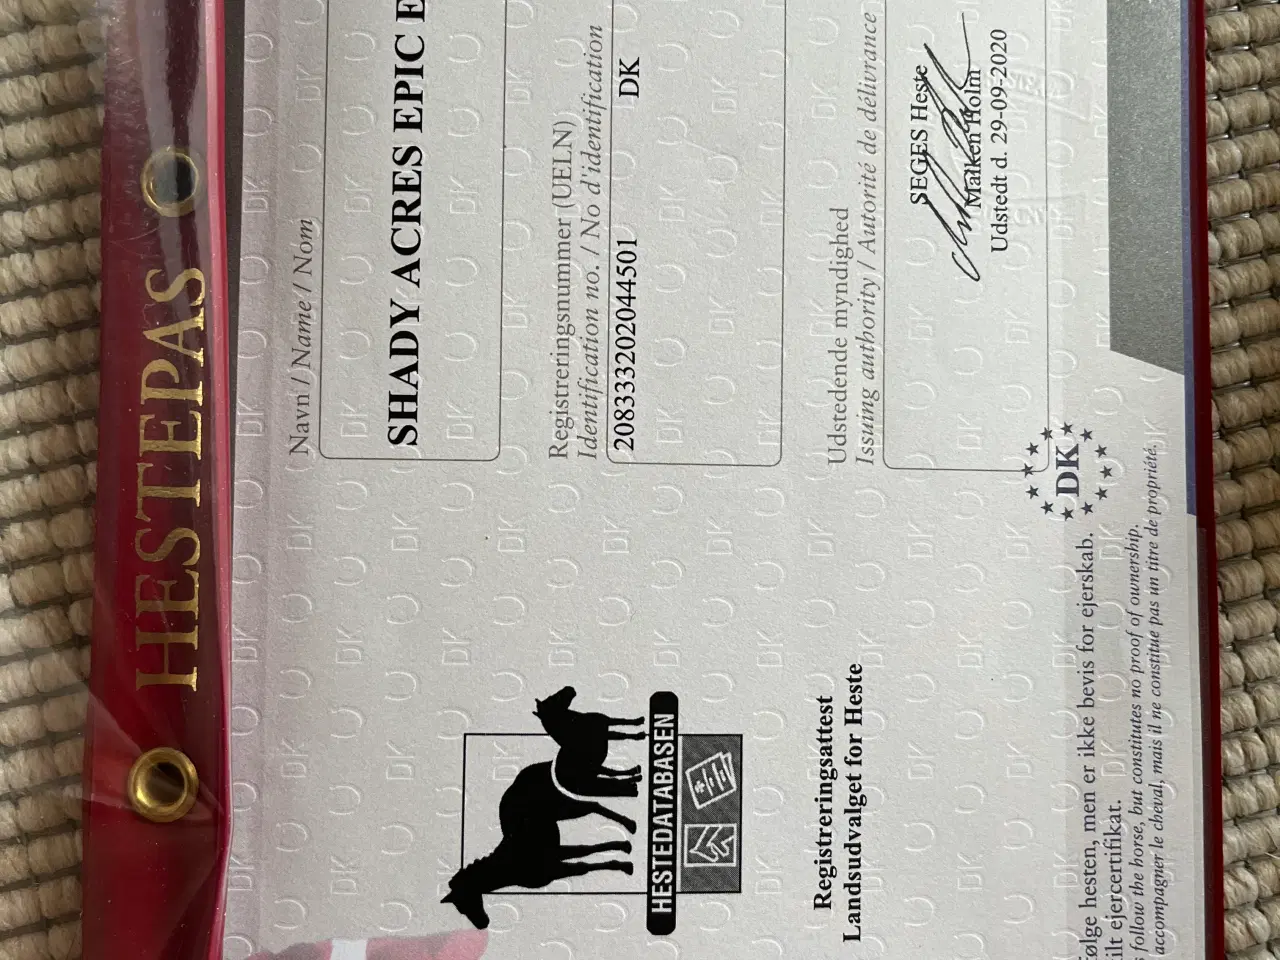 HESTEPAS
Navn / Name / Nom
SHADY ACRES EPIC
Registreringsnummer (UELN)
Identification no. / No d'identification
208333202044501 DK
Udstedende myndighed
Issuing authority / Autorité de délivrance
SEGES Heste
Maiken Holm
Udstedt d. 29-09-2020
HESTEDATABASEN
Registreringsattest
Landsudvalget for Heste
DK
hesten, men er ikke bevis for ejerskab.
ejercertifikat.
follow the horse, but constitutes no proof of ownership.
accompagner le cheval, mais il ne constitue pas un titre de propriété.